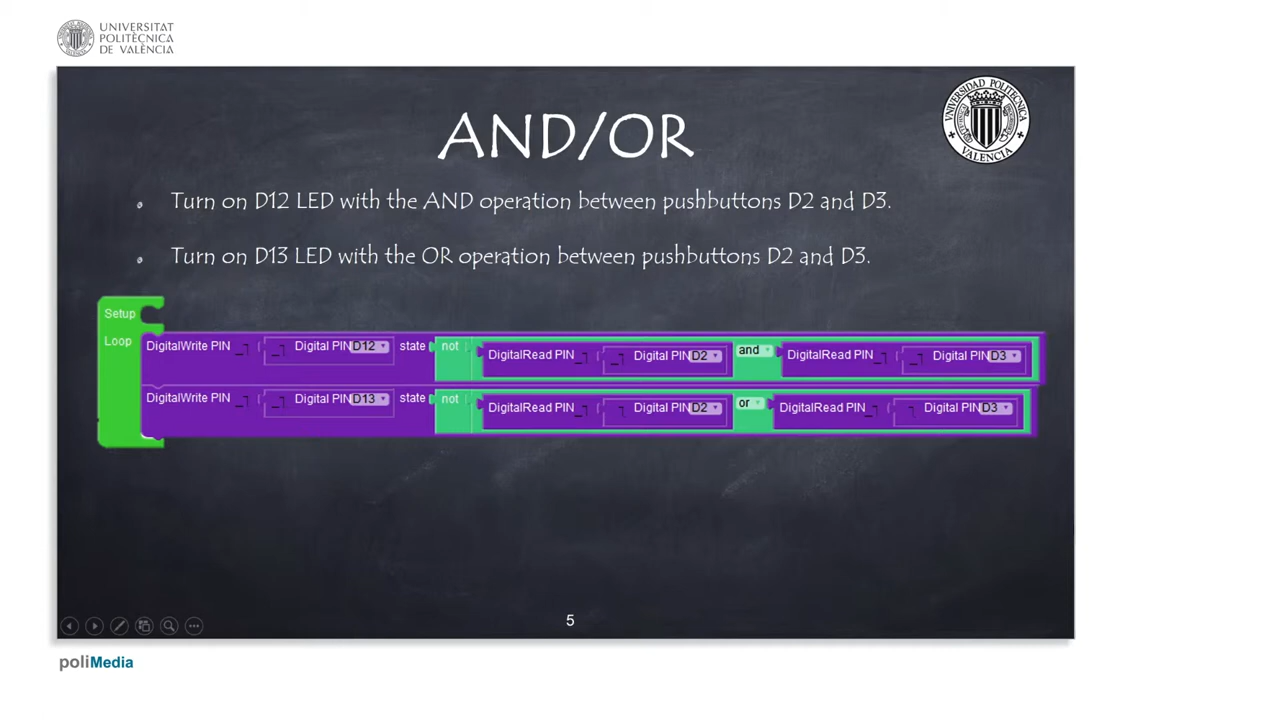 UNIVERSITAT
POLITÈCNICA
DE VALÈNCIA
UNIVERSIDAD POLITECNICA
VALENCIA
AND/OR
Turn on D12 LED with the AND operation between pushbuttons D2 and D3.
Turn on D13 LED with the OR operation between pushbuttons D2 and D3.
Setup
Loop
DigitalWrite PIN Digital PIN D12 state not DigitalRead PIN Digital PIN D2 and DigitalRead PIN Digital PIN D3
DigitalWrite PIN Digital PIN D13 state not DigitalRead PIN Digital PIN D2 or DigitalRead PIN Digital PIN D3
5
poliMedia